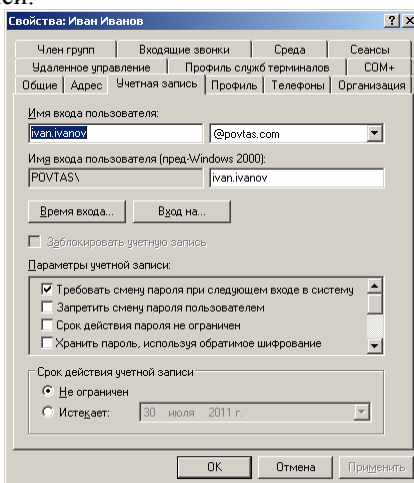 ей.
Свойства: Иван Иванов
Член групп Входящие звонки Среда Сеансы
Удаленное управление Профиль служб терминалов COM+
Общие Адрес Учетная запись Профиль Телефоны Организация
Имя входа пользователя:
ivan.ivanov @povtas.com
Имя входа пользователя (пред-Windows 2000):
POVTAS\ ivan.ivanov
Время входа... Вход на...
Заблокировать учетную запись
Параметры учетной записи:
Требовать смену пароля при следующем входе в систему
Запретить смену пароля пользователем
Срок действия пароля не ограничен
Хранить пароль, используя обратимое шифрование
Срок действия учетной записи
Не ограничен
Истекает: 30 июля 2011 г.
OK Отмена Применить